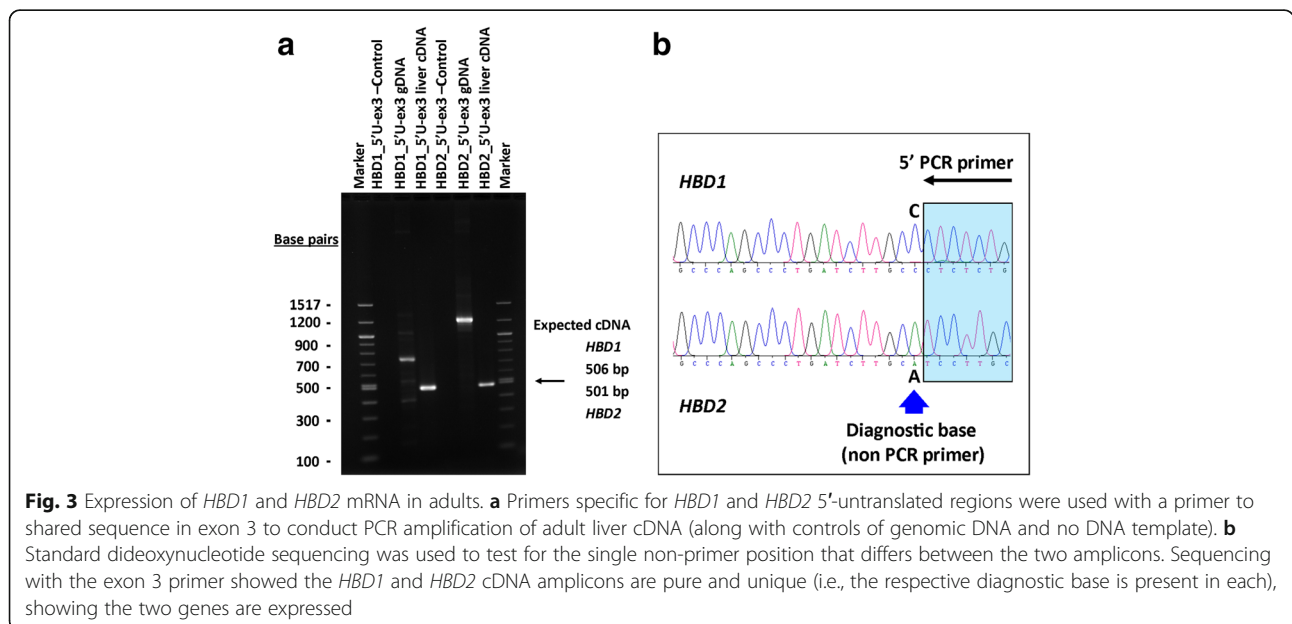 a
Marker
HBD1_5'U-ex3 –Control
HBD1_5'U-ex3 gDNA
HBD1_5'U-ex3 liver cDNA
HBD2_5'U-ex3 –Control
HBD2_5'U-ex3 gDNA
HBD2_5'U-ex3 liver cDNA
Marker
Base pairs
1517 -
1200 -
900 -
700 -
500 -
300 -
100 -
Expected cDNA
HBD1
506 bp
501 bp
HBD2
b
5' PCR primer
HBD1
C
G C C C A G C C C T G A T C T T G C C C T C T C T G
G C C C A G C C C T G A T C T T G C A T C C T T G C
A
HBD2
Diagnostic base
(non PCR primer)
Fig. 3 Expression of HBD1 and HBD2 mRNA in adults. a Primers specific for HBD1 and HBD2 5′-untranslated regions were used with a primer to
shared sequence in exon 3 to conduct PCR amplification of adult liver cDNA (along with controls of genomic DNA and no DNA template). b
Standard dideoxynucleotide sequencing was used to test for the single non-primer position that differs between the two amplicons. Sequencing
with the exon 3 primer showed the HBD1 and HBD2 cDNA amplicons are pure and unique (i.e., the respective diagnostic base is present in each),
showing the two genes are expressed